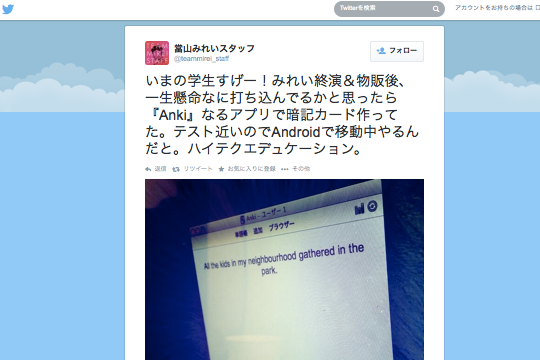 Twitterを検索
アカウントをお持ちの場合は
TEAM
MIREI
STAFF
當山みれいスタッフ
@teammirei_staff
フォロー
いまの学生すげー！みれい終演＆物販後、
一生懸命なに打ち込んでるかと思ったら
『Anki』なるアプリで暗記カード作って
た。テスト近いのでAndroidで移動中やるん
だと。ハイテクエデュケーション。
返信 リツイート お気に入りに登録 その他
Anki - ユーザー 1
単語帳 追加 ブラウザー
All the kids in my neighbourhood gathered in the
park.